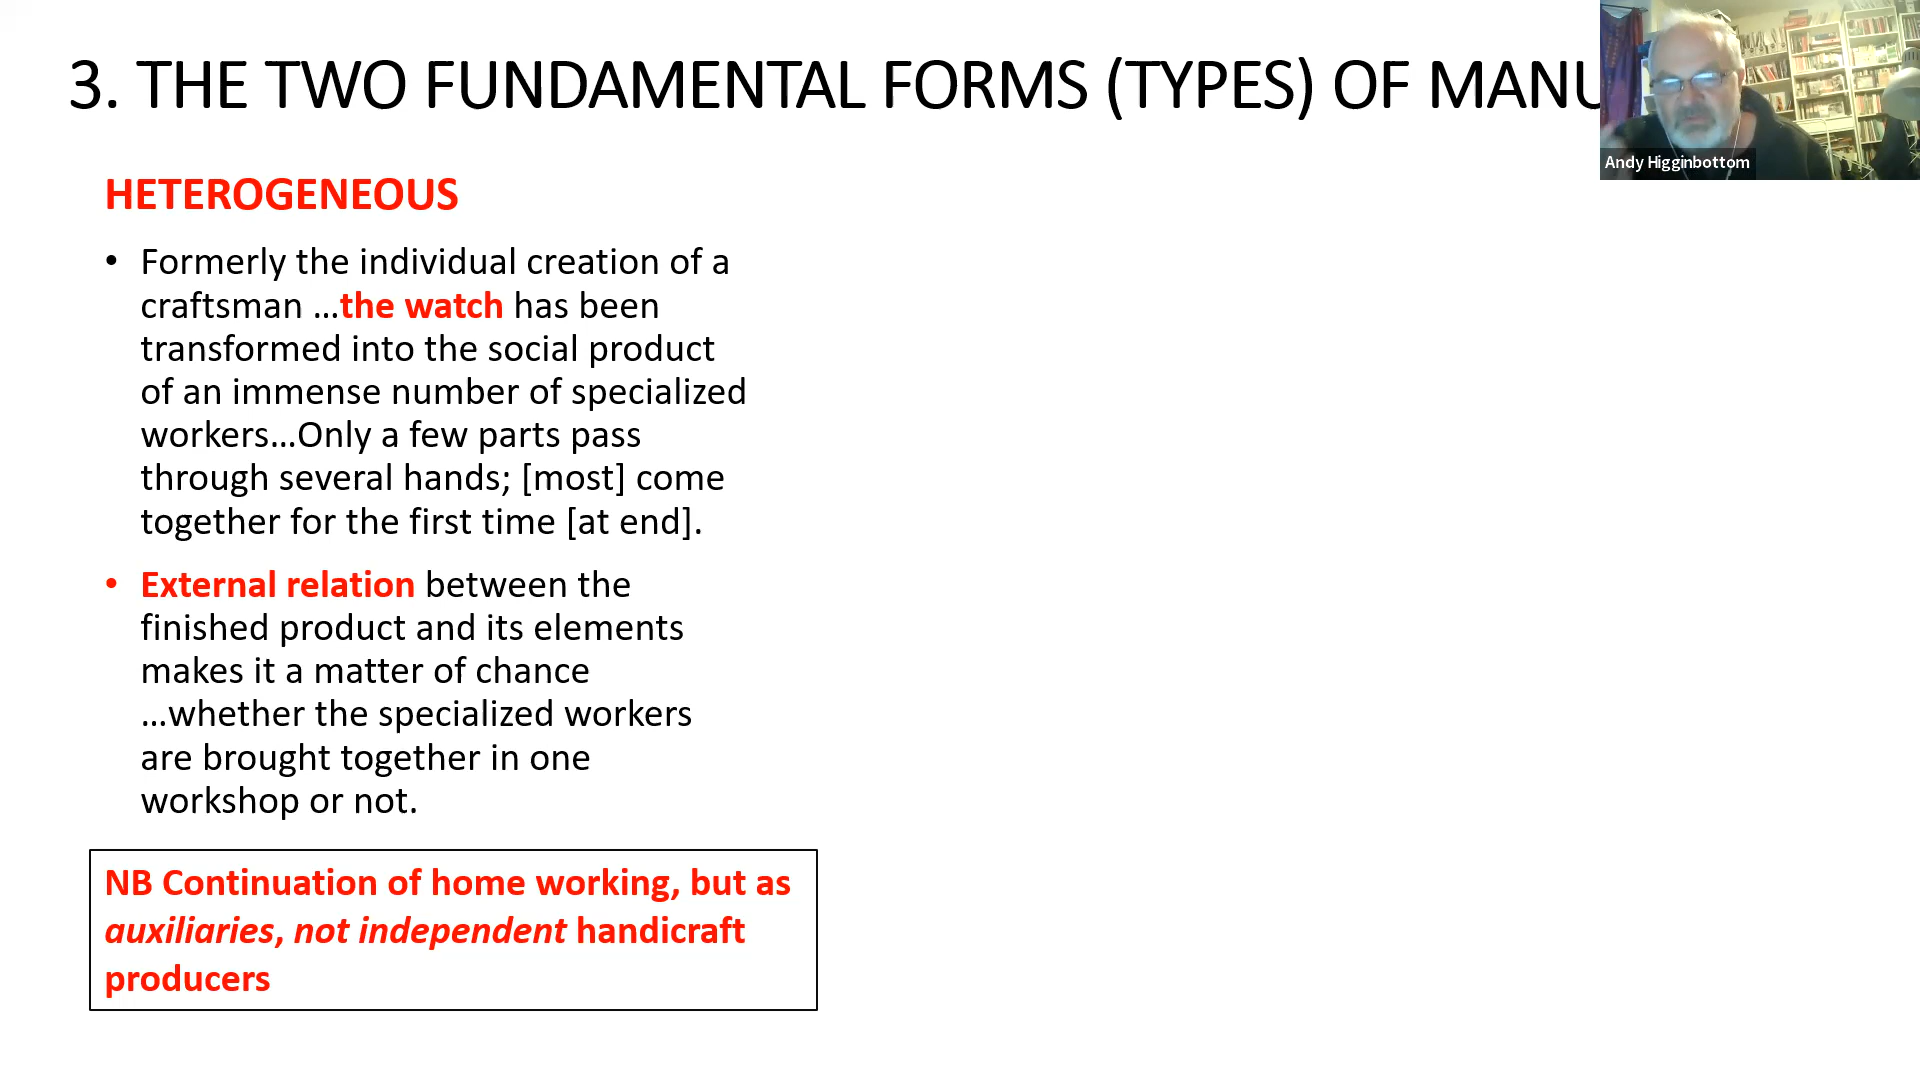 3. THE TWO FUNDAMENTAL FORMS (TYPES) OF MANU
Andy Higginbottom
HETEROGENEOUS
• Formerly the individual creation of a
craftsman …the watch has been
transformed into the social product
of an immense number of specialized
workers…Only a few parts pass
through several hands; [most] come
together for the first time [at end].
• External relation between the
finished product and its elements
makes it a matter of chance
…whether the specialized workers
are brought together in one
workshop or not.
NB Continuation of home working, but as
auxiliaries, not independent handicraft
producers